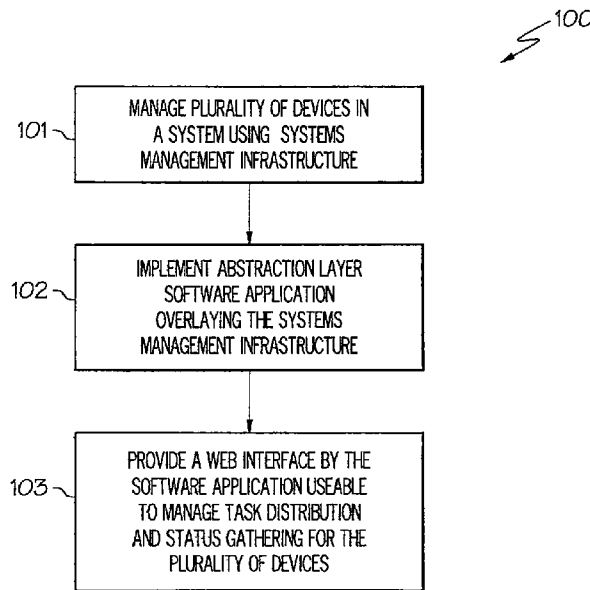 100
101
MANAGE PLURALITY OF DEVICES IN
A SYSTEM USING SYSTEMS
MANAGEMENT INFRASTRUCTURE
102
IMPLEMENT ABSTRACTION LAYER
SOFTWARE APPLICATION
OVERLAYING THE SYSTEMS
MANAGEMENT INFRASTRUCTURE
103
PROVIDE A WEB INTERFACE BY THE
SOFTWARE APPLICATION USEABLE
TO MANAGE TASK DISTRIBUTION
AND STATUS GATHERING FOR THE
PLURALITY OF DEVICES